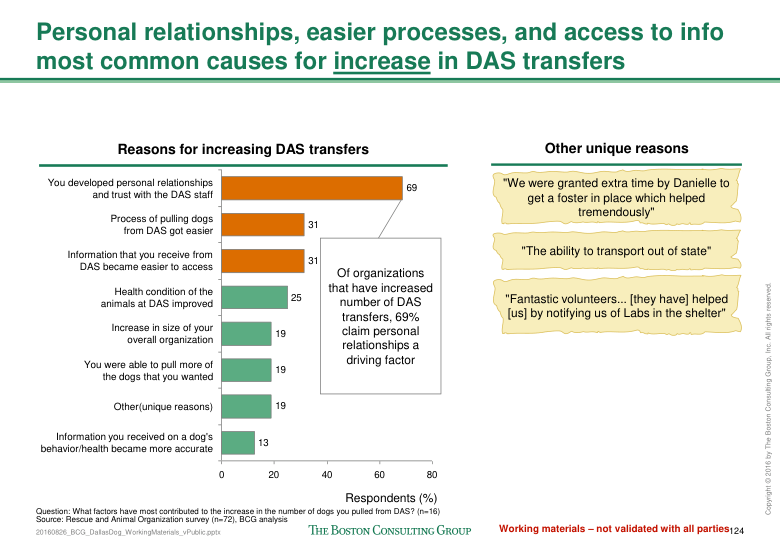 Personal relationships, easier processes, and access to info
most common causes for increase in DAS transfers
Reasons for increasing DAS transfers
You developed personal relationships
and trust with the DAS staff
69
Process of pulling dogs
from DAS got easier
31
Information that you receive from
DAS became easier to access
31
Health condition of the
animals at DAS improved
25
Increase in size of your
overall organization
19
You were able to pull more of
the dogs that you wanted
19
Other(unique reasons)
19
Information you received on a dog's
behavior/health became more accurate
13
0 20 40 60 80
Respondents (%)
Of organizations
that have increased
number of DAS
transfers, 69%
claim personal
relationships a
driving factor
Other unique reasons
"We were granted extra time by Danielle to
get a foster in place which helped
tremendously"
"The ability to transport out of state"
"Fantastic volunteers... [they have] helped
[us] by notifying us of Labs in the shelter"
Question: What factors have most contributed to the increase in the number of dogs you pulled from DAS? (n=16)
Source: Rescue and Animal Organization survey (n=72), BCG analysis
20160826_BCG_DallasDog_WorkingMaterials_vPublic.pptx
THE BOSTON CONSULTING GROUP
Working materials – not validated with all parties
124
Copyright © 2016 by The Boston Consulting Group, Inc. All rights reserved.